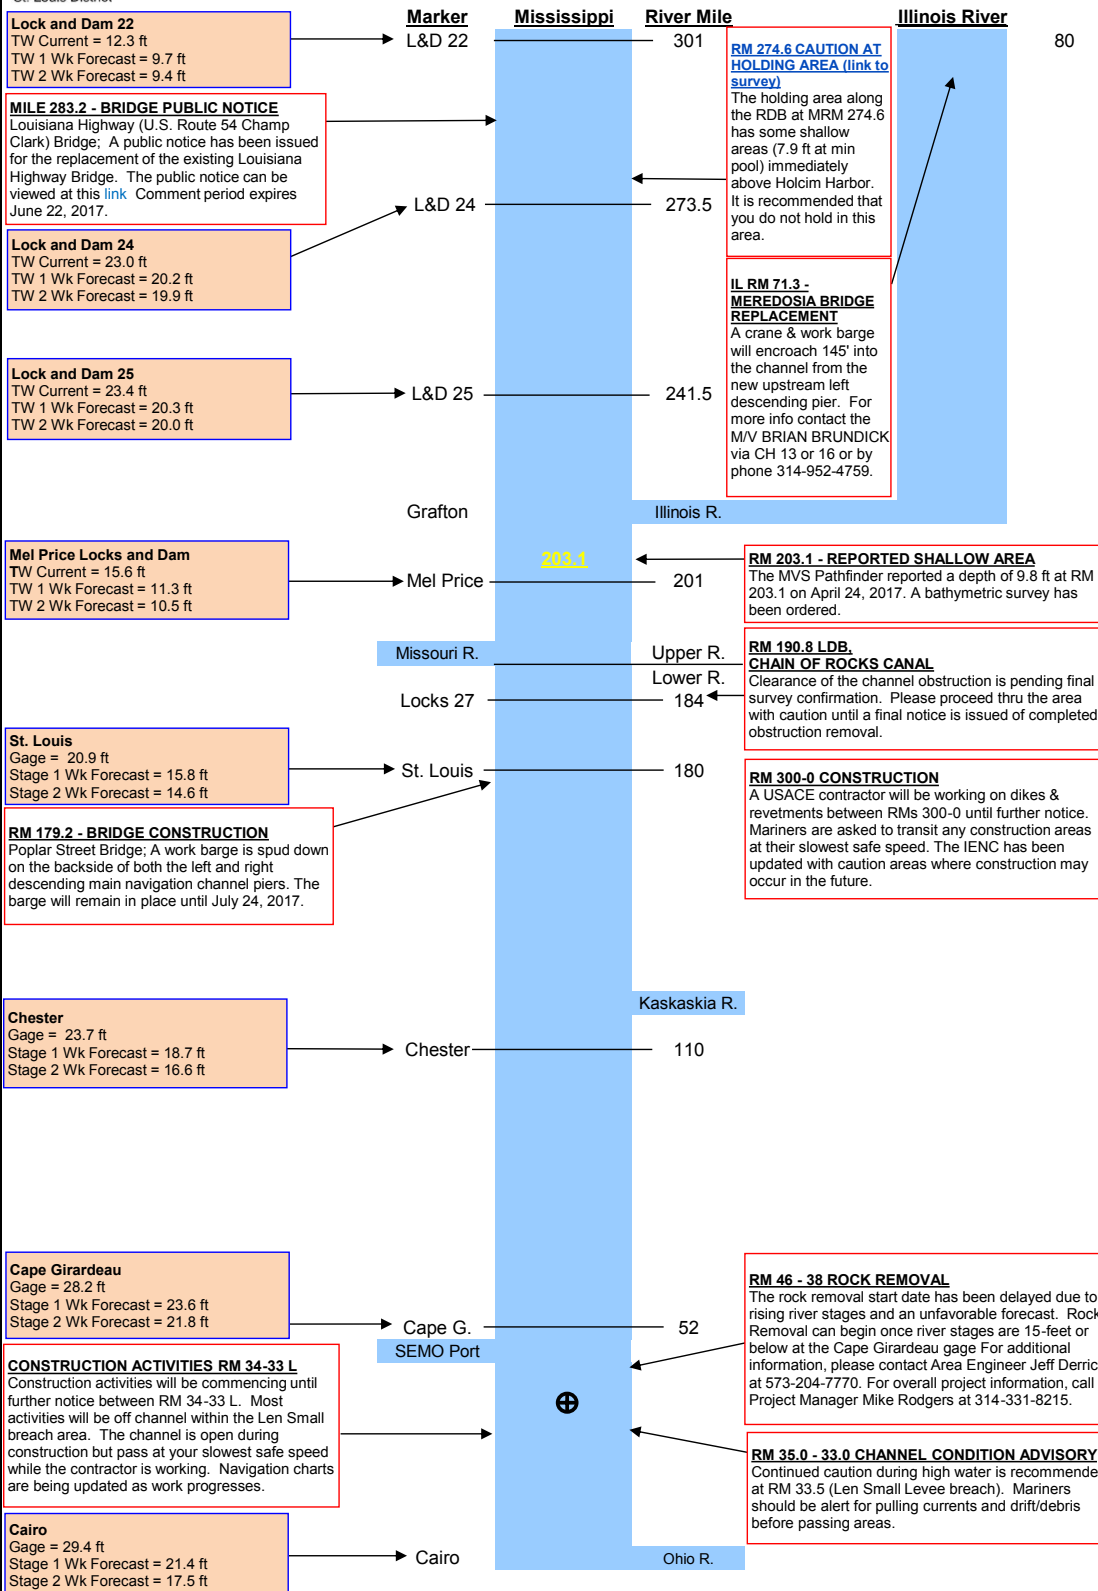 St. Louis District
Marker Mississippi River Mile Illinois River
Lock and Dam 22
TW Current = 12.3 ft
TW 1 Wk Forecast = 9.7 ft
TW 2 Wk Forecast = 9.4 ft
L&D 22 301 80
RM 274.6 CAUTION AT
HOLDING AREA (link to
survey)
The holding area along
the RDB at MRM 274.6
has some shallow
areas (7.9 ft at min
pool) immediately
above Holcim Harbor.
It is recommended that
you do not hold in this
area.
MILE 283.2 - BRIDGE PUBLIC NOTICE
Louisiana Highway (U.S. Route 54 Champ
Clark) Bridge; A public notice has been issued
for the replacement of the existing Louisiana
Highway Bridge. The public notice can be
viewed at this link Comment period expires
June 22, 2017.
L&D 24 273.5
Lock and Dam 24
TW Current = 23.0 ft
TW 1 Wk Forecast = 20.2 ft
TW 2 Wk Forecast = 19.9 ft
IL RM 71.3 -
MEREDOSIA BRIDGE
REPLACEMENT
A crane & work barge
will encroach 145' into
the channel from the
new upstream left
descending pier. For
more info contact the
M/V BRIAN BRUNDICK
via CH 13 or 16 or by
phone 314-952-4759.
Lock and Dam 25
TW Current = 23.4 ft
TW 1 Wk Forecast = 20.3 ft
TW 2 Wk Forecast = 20.0 ft
L&D 25 241.5
Grafton Illinois R.
Mel Price Locks and Dam
TW Current = 15.6 ft
TW 1 Wk Forecast = 11.3 ft
TW 2 Wk Forecast = 10.5 ft
203.1
Mel Price 201
RM 203.1 - REPORTED SHALLOW AREA
The MVS Pathfinder reported a depth of 9.8 ft at RM
203.1 on April 24, 2017. A bathymetric survey has
been ordered.
Missouri R. Upper R.
Lower R.
Locks 27 184
RM 190.8 LDB,
CHAIN OF ROCKS CANAL
Clearance of the channel obstruction is pending final
survey confirmation. Please proceed thru the area
with caution until a final notice is issued of completed
obstruction removal.
St. Louis
Gage = 20.9 ft
Stage 1 Wk Forecast = 15.8 ft
Stage 2 Wk Forecast = 14.6 ft
St. Louis 180
RM 300-0 CONSTRUCTION
A USACE contractor will be working on dikes &
revetments between RMs 300-0 until further notice.
Mariners are asked to transit any construction areas
at their slowest safe speed. The IENC has been
updated with caution areas where construction may
occur in the future.
RM 179.2 - BRIDGE CONSTRUCTION
Poplar Street Bridge; A work barge is spud down
on the backside of both the left and right
descending main navigation channel piers. The
barge will remain in place until July 24, 2017.
Kaskaskia R.
Chester
Gage = 23.7 ft
Stage 1 Wk Forecast = 18.7 ft
Stage 2 Wk Forecast = 16.6 ft
Chester 110
Cape Girardeau
Gage = 28.2 ft
Stage 1 Wk Forecast = 23.6 ft
Stage 2 Wk Forecast = 21.8 ft
Cape G. 52
SEMO Port
RM 46 - 38 ROCK REMOVAL
The rock removal start date has been delayed due to
rising river stages and an unfavorable forecast. Rock
Removal can begin once river stages are 15-feet or
below at the Cape Girardeau gage For additional
information, please contact Area Engineer Jeff Derric
at 573-204-7770. For overall project information, call
Project Manager Mike Rodgers at 314-331-8215.
CONSTRUCTION ACTIVITIES RM 34-33 L
Construction activities will be commencing until
further notice between RM 34-33 L. Most
activities will be off channel within the Len Small
breach area. The channel is open during
construction but pass at your slowest safe speed
while the contractor is working. Navigation charts
are being updated as work progresses.
RM 35.0 - 33.0 CHANNEL CONDITION ADVISORY
Continued caution during high water is recommende
at RM 33.5 (Len Small Levee breach). Mariners
should be alert for pulling currents and drift/debris
before passing areas.
Cairo
Gage = 29.4 ft
Stage 1 Wk Forecast = 21.4 ft
Stage 2 Wk Forecast = 17.5 ft
Cairo Ohio R.